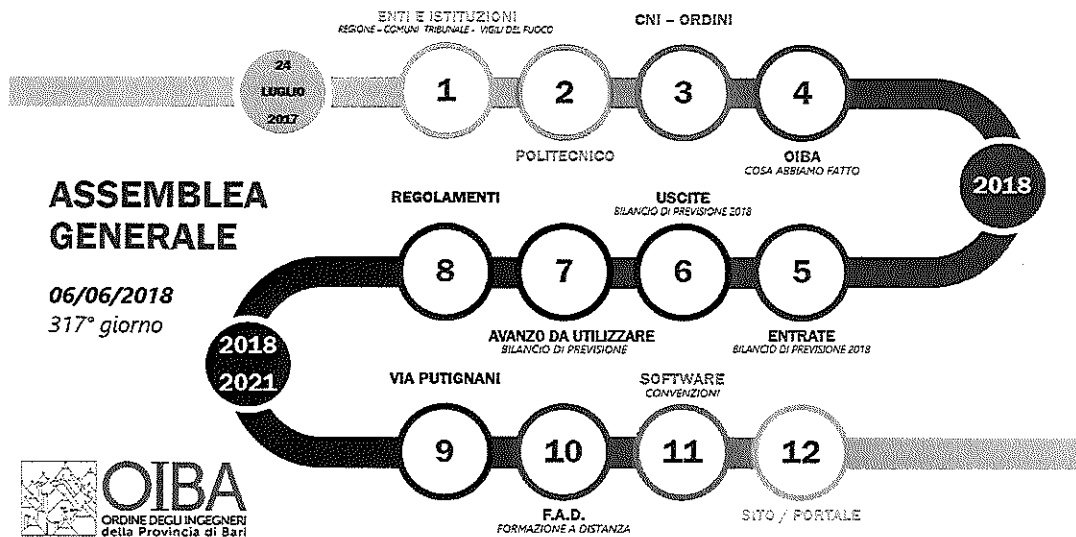 ENTI E ISTITUZIONI
REGIONE – COMUNI TRIBUNALE - VIGILI DEL FUOCO
CNI – ORDINI
24
LUGLIO
2017
1
2
3
4
POLITECNICO
OIBA
COSA ABBIAMO FATTO
2018
ASSEMBLEA
GENERALE
06/06/2018
317° giorno
REGOLAMENTI
USCITE
BILANCIO DI PREVISIONE 2018
8
7
6
5
AVANZO DA UTILIZZARE
BILANCIO DI PREVISIONE
ENTRATE
BILANCIO DI PREVISIONE 2018
2018
2021
VIA PUTIGNANI
SOFTWARE
CONVENZIONI
9
10
11
12
F.A.D.
FORMAZIONE A DISTANZA
SITO / PORTALE
OIBA
ORDINE DEGLI INGEGNERI
della Provincia di Bari